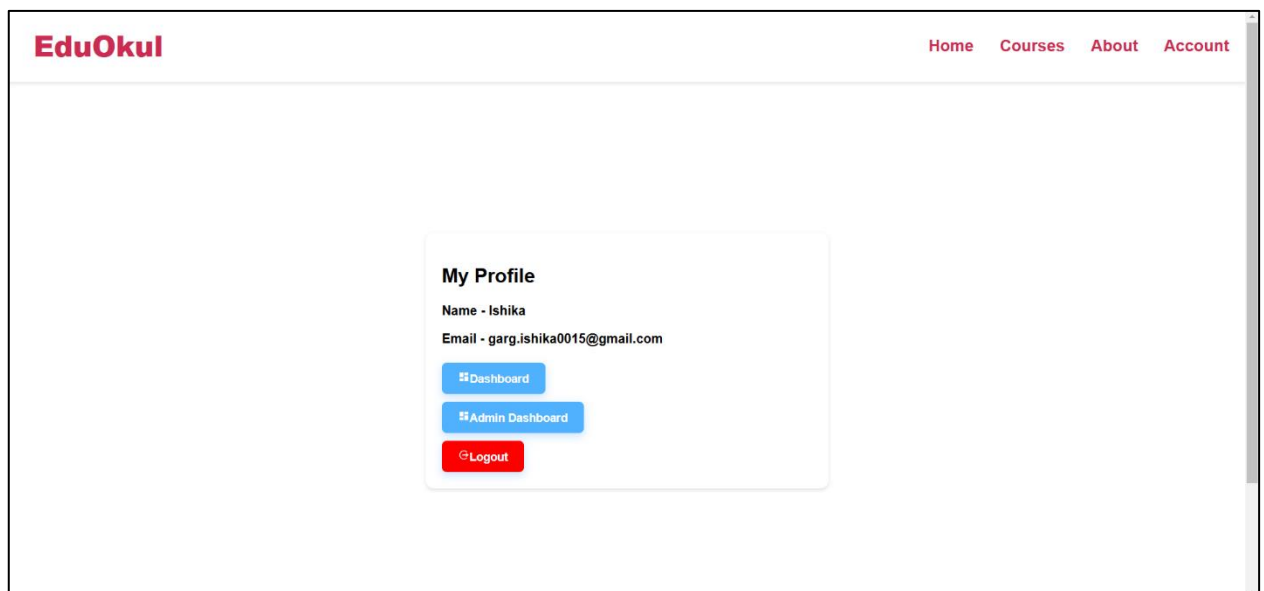 EduOkul
Home Courses About Account
My Profile
Name - Ishika
Email - garg.ishika0015@gmail.com
Dashboard
Admin Dashboard
Logout